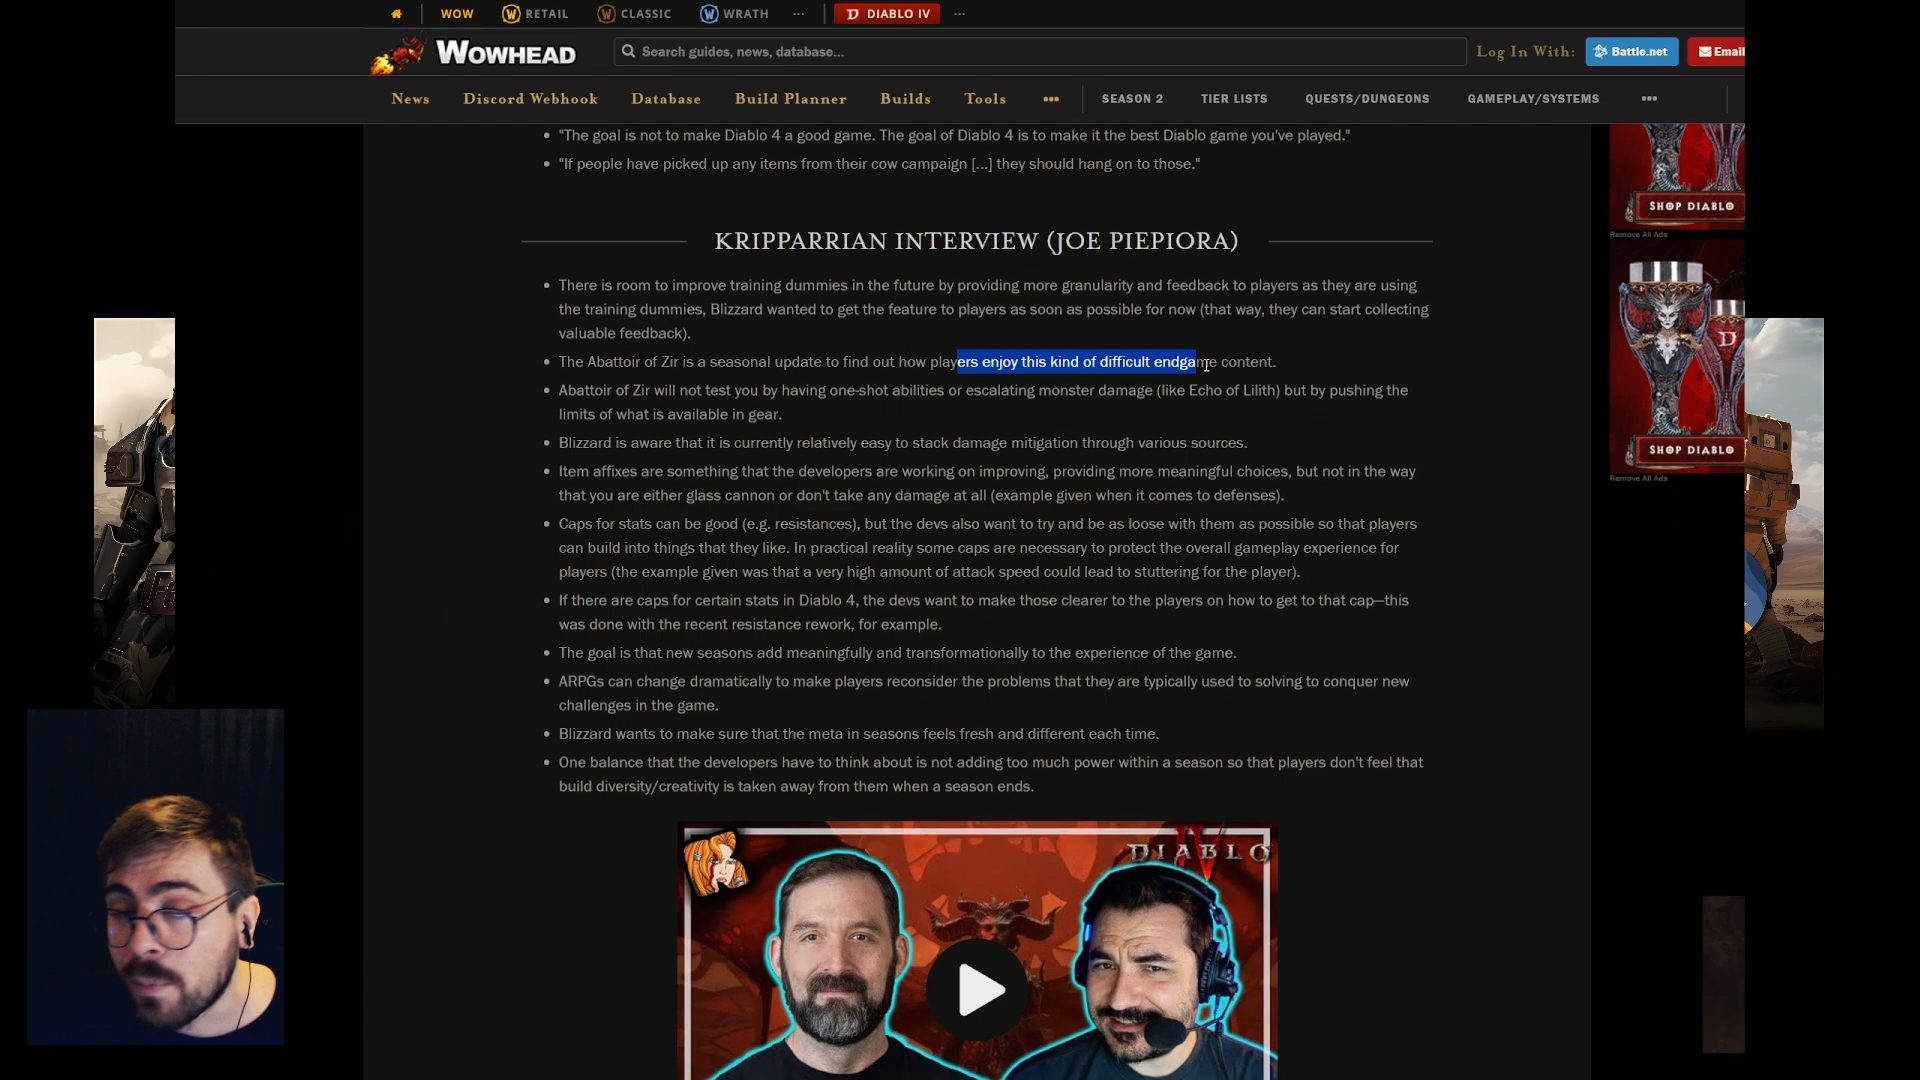 WOW
RETAIL
CLASSIC
WRATH
DIABLO IV
WOWHEAD
Search guides, news, database...
Log In With:
Battle.net
Email
News
Discord Webhook
Database
Build Planner
Builds
Tools
SEASON 2
TIER LISTS
QUESTS/DUNGEONS
GAMEPLAY/SYSTEMS
"The goal is not to make Diablo 4 a good game. The goal of Diablo 4 is to make it the best Diablo game you've played."
"If people have picked up any items from their cow campaign [...] they should hang on to those."
KRIPPARRIAN INTERVIEW (JOE PIEPIORA)
There is room to improve training dummies in the future by providing more granularity and feedback to players as they are using
the training dummies, Blizzard wanted to get the feature to players as soon as possible for now (that way, they can start collecting
valuable feedback).
The Abattoir of Zir is a seasonal update to find out how players enjoy this kind of difficult endgame content.
Abattoir of Zir will not test you by having one-shot abilities or escalating monster damage (like Echo of Lilith) but by pushing the
limits of what is available in gear.
Blizzard is aware that it is currently relatively easy to stack damage mitigation through various sources.
Item affixes are something that the developers are working on improving, providing more meaningful choices, but not in the way
that you are either glass cannon or don't take any damage at all (example given when it comes to defenses).
Caps for stats can be good (e.g. resistances), but the devs also want to try and be as loose with them as possible so that players
can build into things that they like. In practical reality some caps are necessary to protect the overall gameplay experience for
players (the example given was that a very high amount of attack speed could lead to stuttering for the player).
If there are caps for certain stats in Diablo 4, the devs want to make those clearer to the players on how to get to that cap—this
was done with the recent resistance rework, for example.
The goal is that new seasons add meaningfully and transformationally to the experience of the game.
ARPGs can change dramatically to make players reconsider the problems that they are typically used to solving to conquer new
challenges in the game.
Blizzard wants to make sure that the meta in seasons feels fresh and different each time.
One balance that the developers have to think about is not adding too much power within a season so that players don't feel that
build diversity/creativity is taken away from them when a season ends.
SHOP DIABLO
Remove All Ads
SHOP DIABLO
Remove All Ads
DIABLO
IV